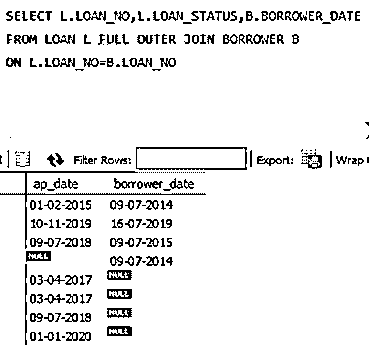 SELECT L.LOAN_NO,L.LOAN_STATUS,B.BORROWER_DATE
FROM LOAN L FULL OUTER JOIN BORROWER B
ON L.LOAN_NO=B.LOAN_NO
Filter Rows: Export: Wrap
ap_date borrower_date
01-02-2015 09-07-2014
10-11-2019 16-07-2019
09-07-2018 09-07-2015
NULL 09-07-2014
03-04-2017 NULL
03-04-2017 NULL
09-07-2018 NULL
01-01-2020 NULL